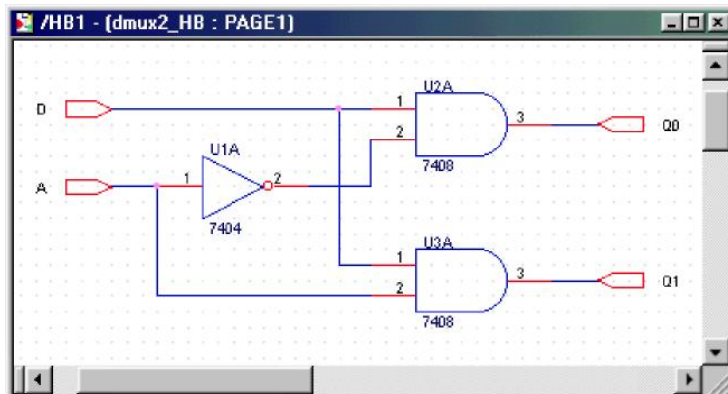 /HB1 - (dmux2_HB : PAGE1)
U2A
D
1
3
Q0
2
7408
U1A
A
1
2
7404
U3A
1
3
Q1
2
7408